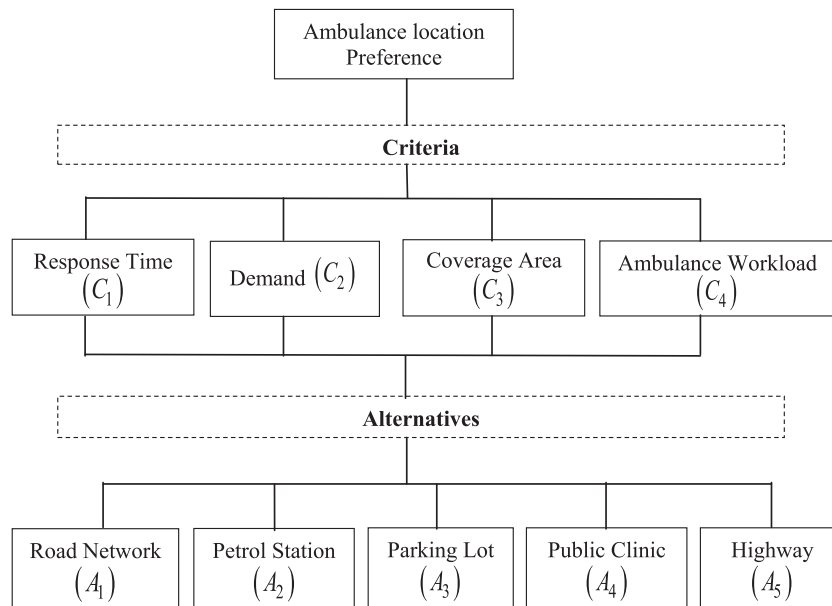 Ambulance location
Preference
Criteria
Response Time
(C₁)
Demand (C₂)
Coverage Area
(C₃)
Ambulance Workload
(C₄)
Alternatives
Road Network
(A₁)
Petrol Station
(A₂)
Parking Lot
(A₃)
Public Clinic
(A₄)
Highway
(A₅)